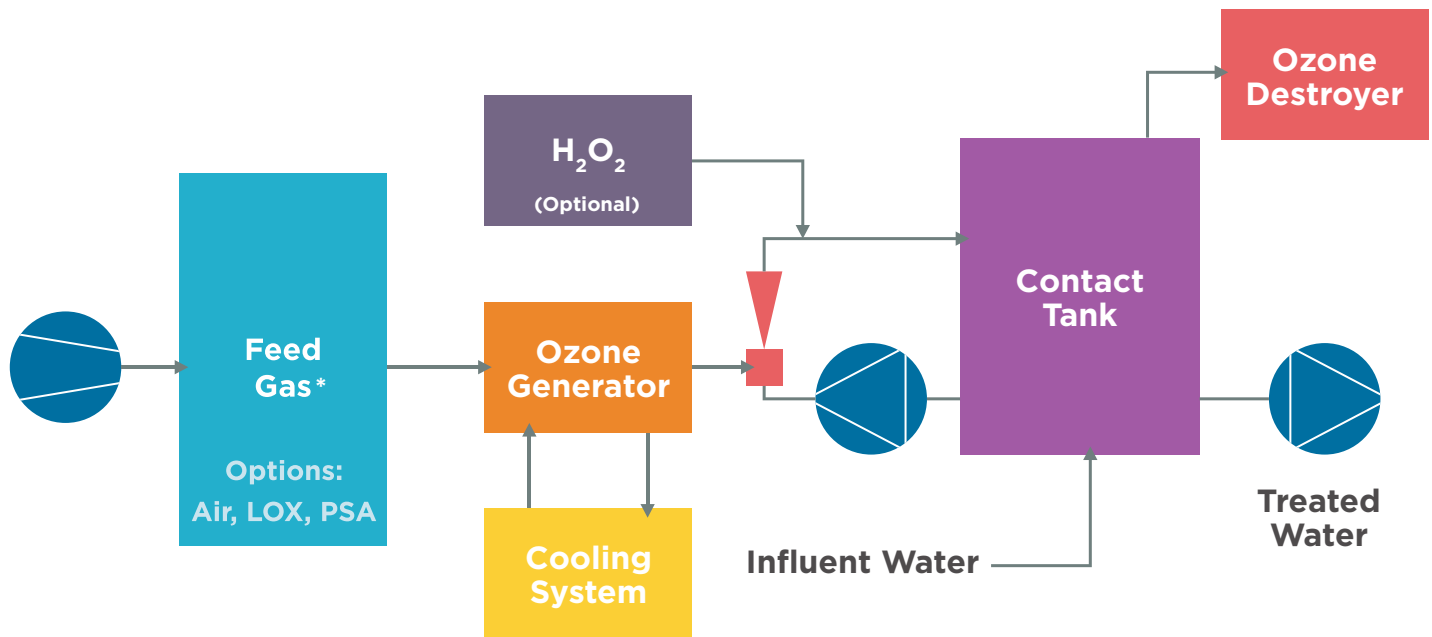 Ozone
Destroyer
H₂O₂
(Optional)
Feed
Gas*
Options:
Air, LOX, PSA
Ozone
Generator
Contact
Tank
Cooling
System
Influent Water
Treated
Water